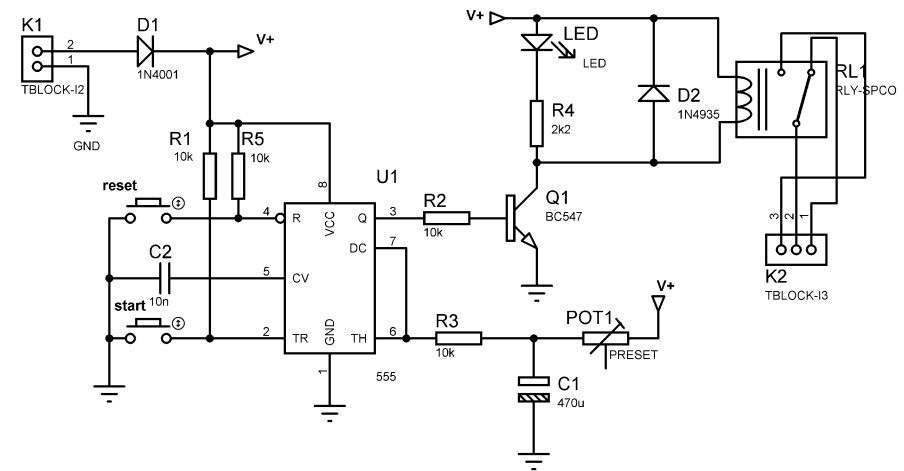 K1
D1
V+
2
1
1N4001
TBLOCK-I2
GND
V+
LED
LED
R4
2k2
D2
1N4935
RL1
RLY-SPCO
R1
10k
R5
10k
reset
U1
8
VCC
4
R
Q
3
R2
10k
Q1
BC547
DC
7
C2
10n
5
CV
start
2
TR
GND
TH
6
1
555
R3
10k
POT1
PRESET
V+
C1
470u
3
2
1
K2
TBLOCK-I3